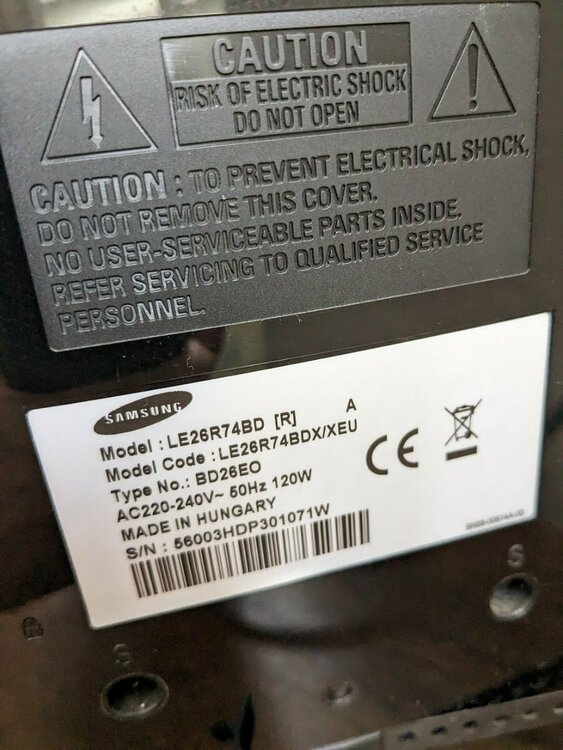 CAUTION
RISK OF ELECTRIC SHOCK
DO NOT OPEN
CAUTION : TO PREVENT ELECTRICAL SHOCK,
DO NOT REMOVE THIS COVER.
NO USER-SERVICEABLE PARTS INSIDE.
REFER SERVICING TO QUALIFIED SERVICE
PERSONNEL.
SAMSUNG
Model : LE26R74BD [R] A
Model Code : LE26R74BDX/XEU
Type No.: BD26EO
AC220-240V~ 50Hz 120W
MADE IN HUNGARY
S/N : 56003HDP301071W
CE
S
S